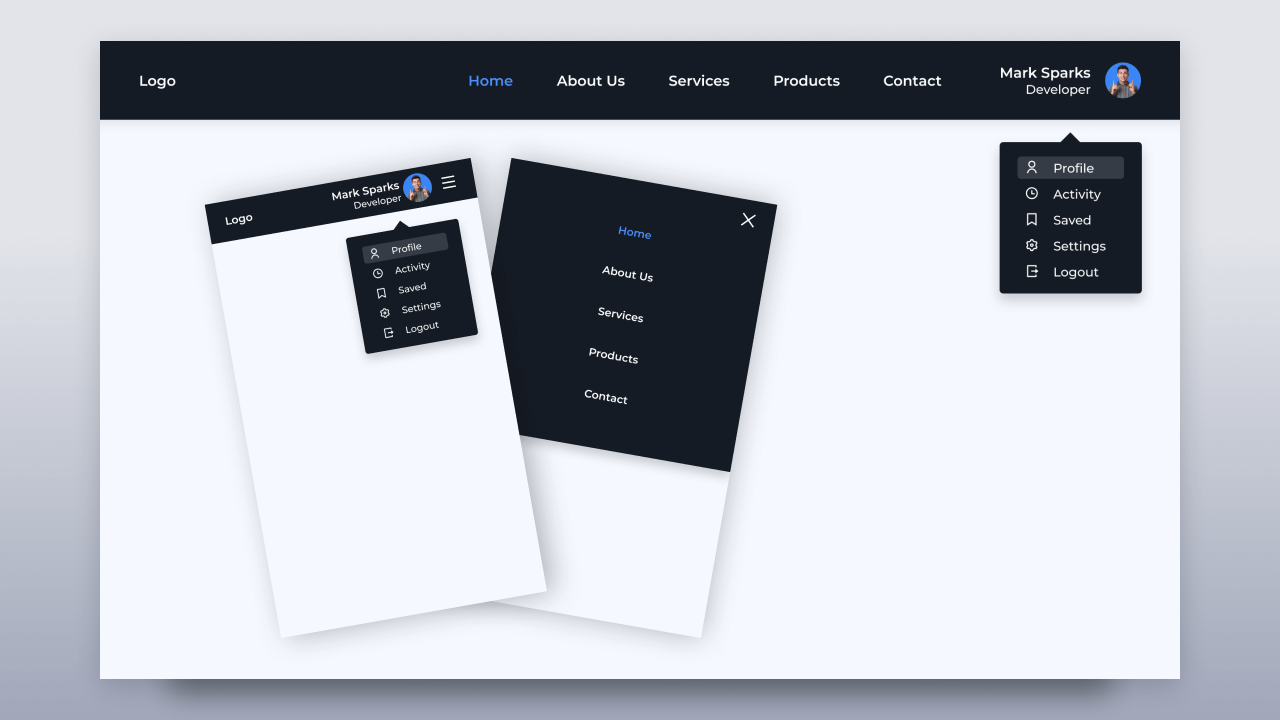 Logo
Home
About Us
Services
Products
Contact
Mark Sparks
Developer
Profile
Activity
Saved
Settings
Logout
Logo
Mark Sparks
Developer
Profile
Activity
Saved
Settings
Logout
Home
About Us
Services
Products
Contact